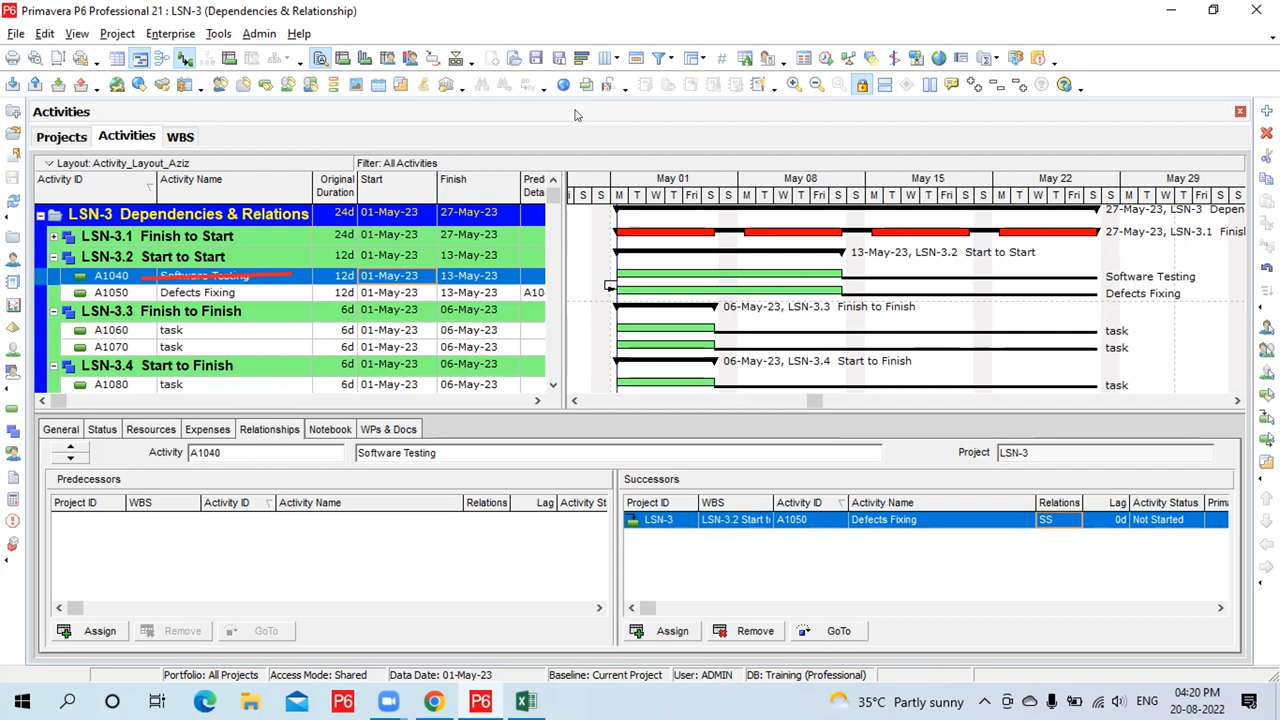 Primavera P6 Professional 21 : LSN-3 (Dependencies & Relationship)
File Edit View Project Enterprise Tools Admin Help
Activities
Projects Activities WBS
Layout: Activity_Layout_Aziz Filter: All Activities
Activity ID Activity Name Original Duration Start Finish Pred Deta
May 01 May 08 May 15 May 22 May 29
S S M T W T Fri S S M T W T Fri S S M T W T Fri S S M T W T Fri S S M T W T Fri S
LSN-3 Dependencies & Relations 24d 01-May-23 27-May-23
27-May-23, LSN-3 Depen
LSN-3.1 Finish to Start 24d 01-May-23 27-May-23
27-May-23, LSN-3.1 Finisl
LSN-3.2 Start to Start 12d 01-May-23 13-May-23
13-May-23, LSN-3.2 Start to Start
A1040 Software Testing 12d 01-May-23 13-May-23
Software Testing
A1050 Defects Fixing 12d 01-May-23 13-May-23 A10
Defects Fixing
LSN-3.3 Finish to Finish 6d 01-May-23 06-May-23
06-May-23, LSN-3.3 Finish to Finish
A1060 task 6d 01-May-23 06-May-23
task
A1070 task 6d 01-May-23 06-May-23
task
LSN-3.4 Start to Finish 6d 01-May-23 06-May-23
06-May-23, LSN-3.4 Start to Finish
A1080 task 6d 01-May-23 06-May-23
task
General Status Resources Expenses Relationships Notebook WPs & Docs
Activity A1040 Software Testing Project LSN-3
Predecessors
Project ID WBS Activity ID Activity Name Relations Lag Activity St
Successors
Project ID WBS Activity ID Activity Name Relations Lag Activity Status Prima
LSN-3 LSN-3.2 Start t A1050 Defects Fixing SS 0d Not Started
Assign Remove GoTo
Assign Remove GoTo
Portfolio: All Projects Access Mode: Shared Data Date: 01-May-23 Baseline: Current Project User: ADMIN DB: Training (Professional)
P6 P6
35°C Partly sunny ENG 04:20 PM
20-08-2022